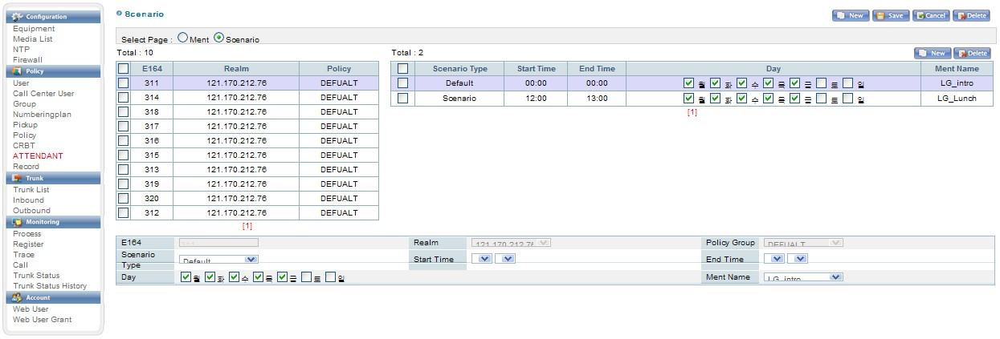 Configuration
Equipment
Media List
NTP
Firewall
Policy
User
Call Center User
Group
Numberingplan
Pickup
Policy
CRBT
ATTENDANT
Record
Trunk
Trunk List
Inbound
Outbound
Monitoring
Process
Register
Trace
Call
Trunk Status
Trunk Status History
Account
Web User
Web User Grant
Scenario
New Save Cancel Delete
Select Page : Ment Scenario
Total : 10
E164 Realm Policy
311 121.170.212.76 DEFUALT
314 121.170.212.76 DEFUALT
318 121.170.212.76 DEFUALT
317 121.170.212.76 DEFUALT
316 121.170.212.76 DEFUALT
315 121.170.212.76 DEFUALT
313 121.170.212.76 DEFUALT
319 121.170.212.76 DEFUALT
320 121.170.212.76 DEFUALT
312 121.170.212.76 DEFUALT
[1]
Total : 2
New Delete
Scenario Type Start Time End Time Day Ment Name
Default 00:00 00:00 월 화 수 목 금 토 일 LG_intro
Scenario 12:00 13:00 월 화 수 목 금 토 일 LG_Lunch
[1]
E164 311 Realm 121.170.212.76 Policy Group DEFUALT
Scenario Type Default Start Time End Time
Day 월 화 수 목 금 토 일 Ment Name LG_intro